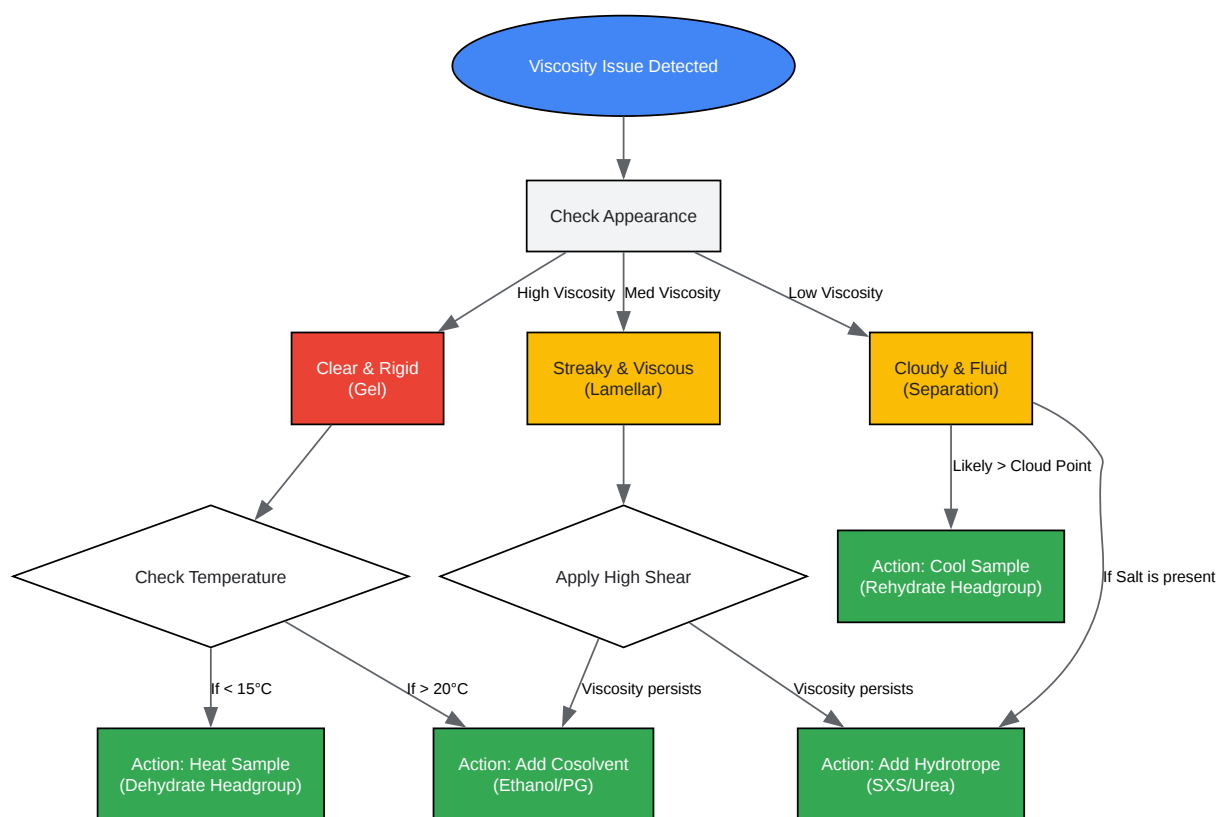 Viscosity Issue Detected
Check Appearance
High Viscosity
Med Viscosity
Low Viscosity
Clear & Rigid
(Gel)
Streaky & Viscous
(Lamellar)
Cloudy & Fluid
(Separation)
Likely > Cloud Point
Check Temperature
Apply High Shear
Action: Cool Sample
(Rehydrate Headgroup)
If Salt is present
If < 15°C
If > 20°C
Viscosity persists
Viscosity persists
Action: Heat Sample
(Dehydrate Headgroup)
Action: Add Cosolvent
(Ethanol/PG)
Action: Add Hydrotrope
(SXS/Urea)